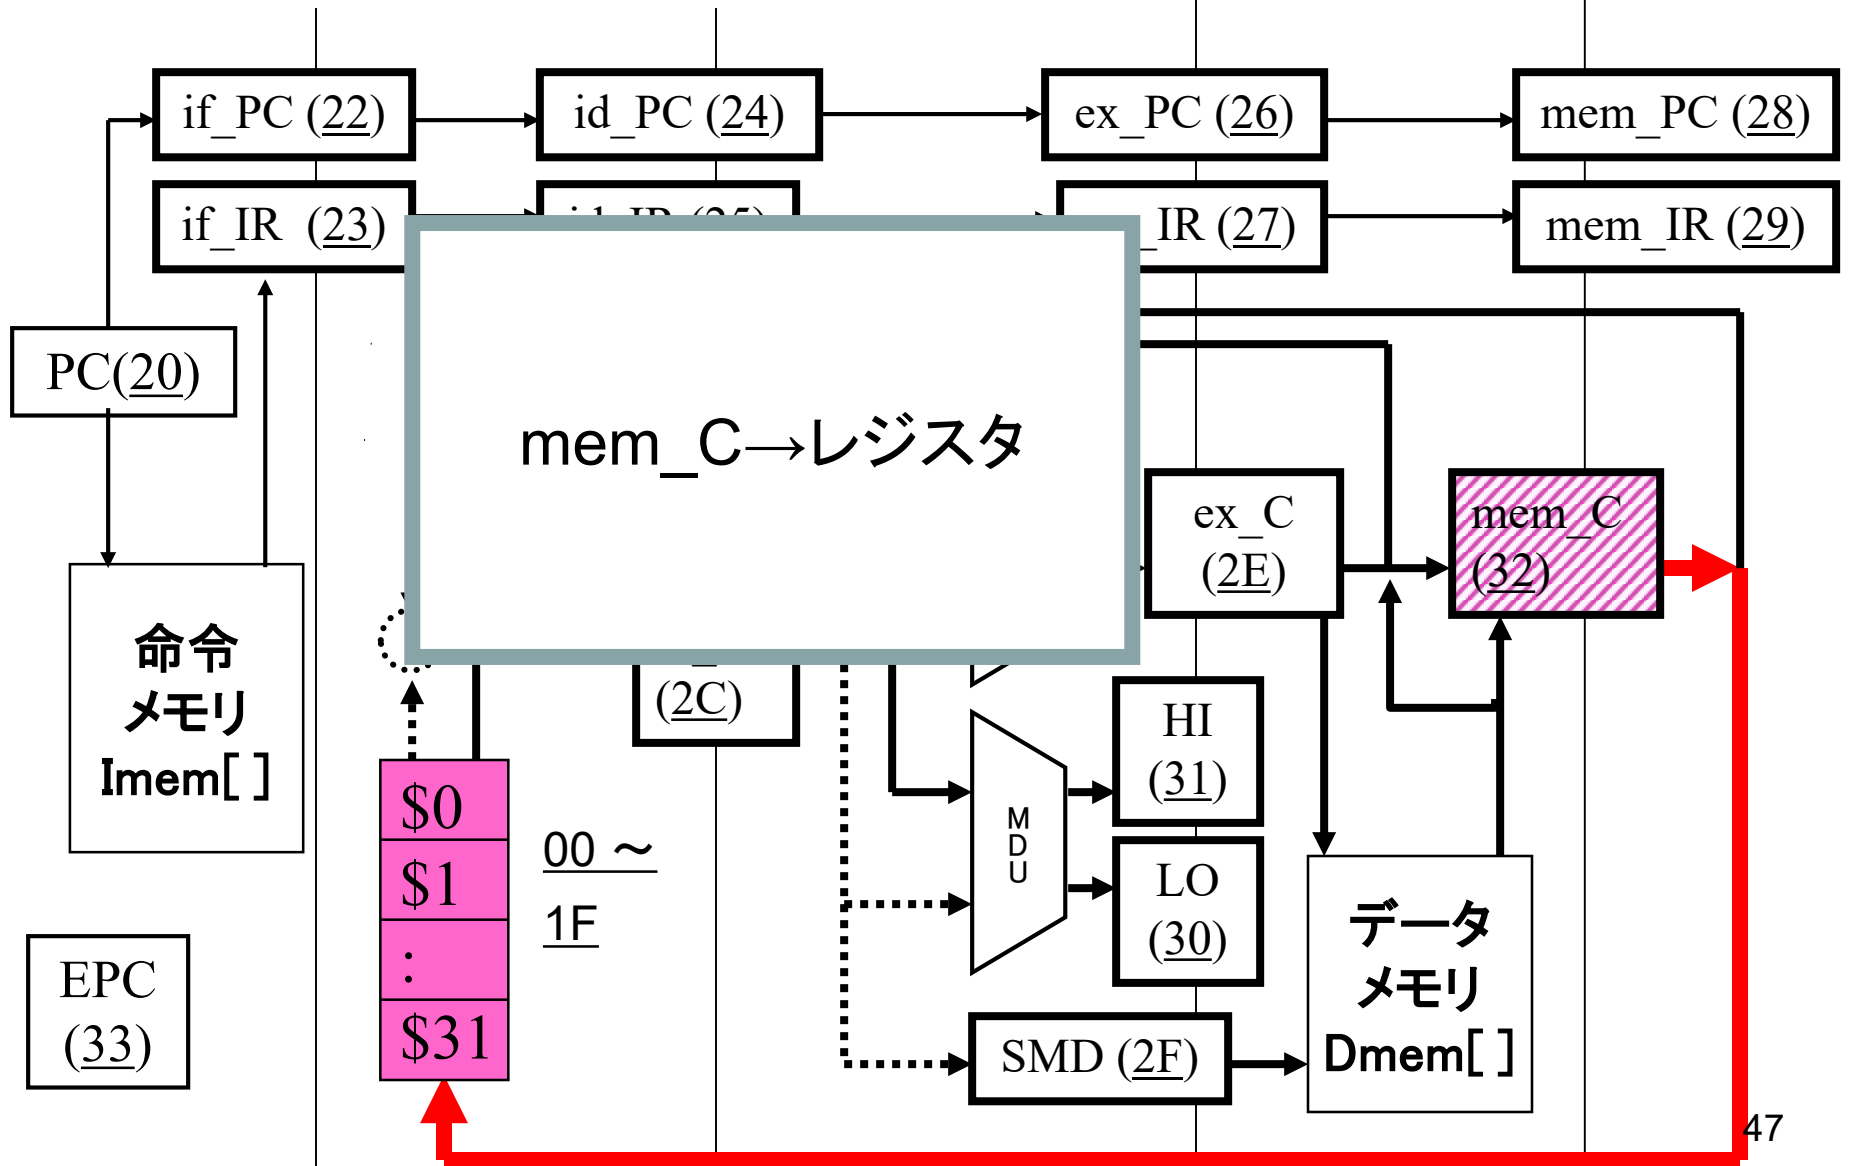 if_PC (22)
id_PC (24)
ex_PC (26)
mem_PC (28)
if_IR (23)
_IR (27)
mem_IR (29)
PC(20)
mem_C→レジスタ
ex_C
(2E)
mem_C
(32)
命令
メモリ
Imem[ ]
(2C)
HI
(31)
MDU
LO
(30)
$0
$1
:
$31
00 ～
1F
データ
メモリ
Dmem[ ]
EPC
(33)
SMD (2F)
47